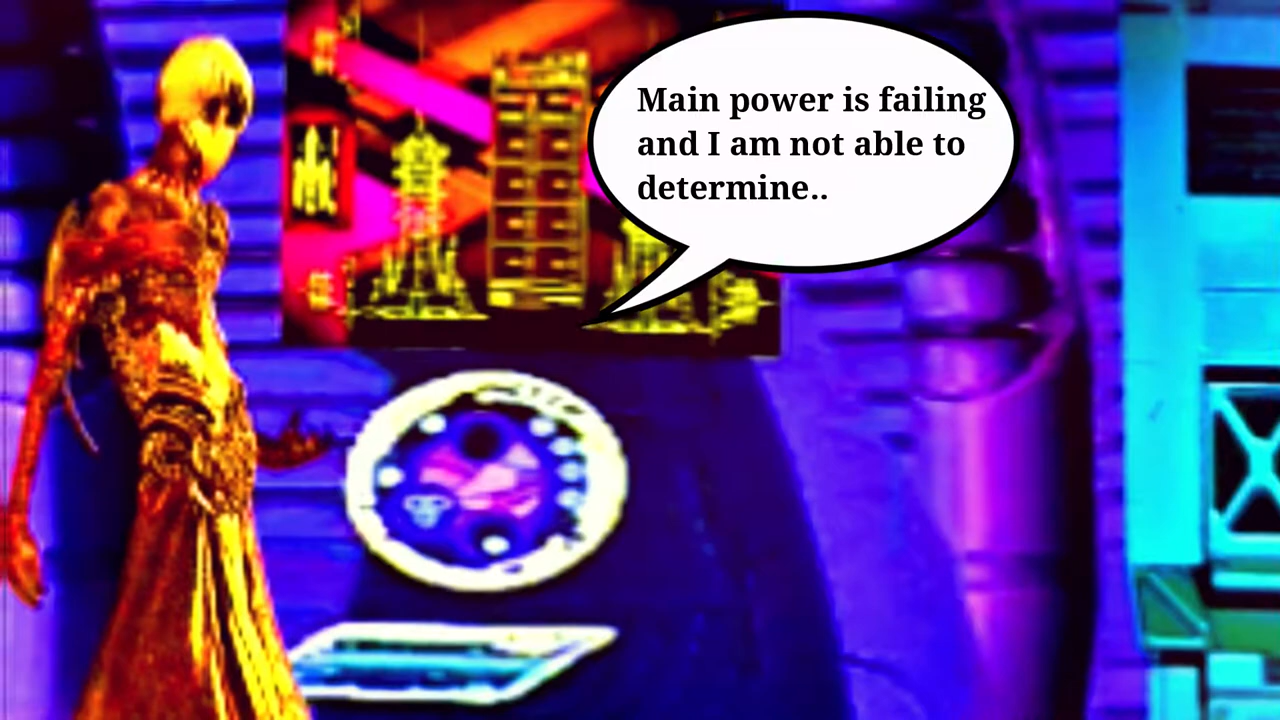 Main power is failing
and I am not able to
determine..